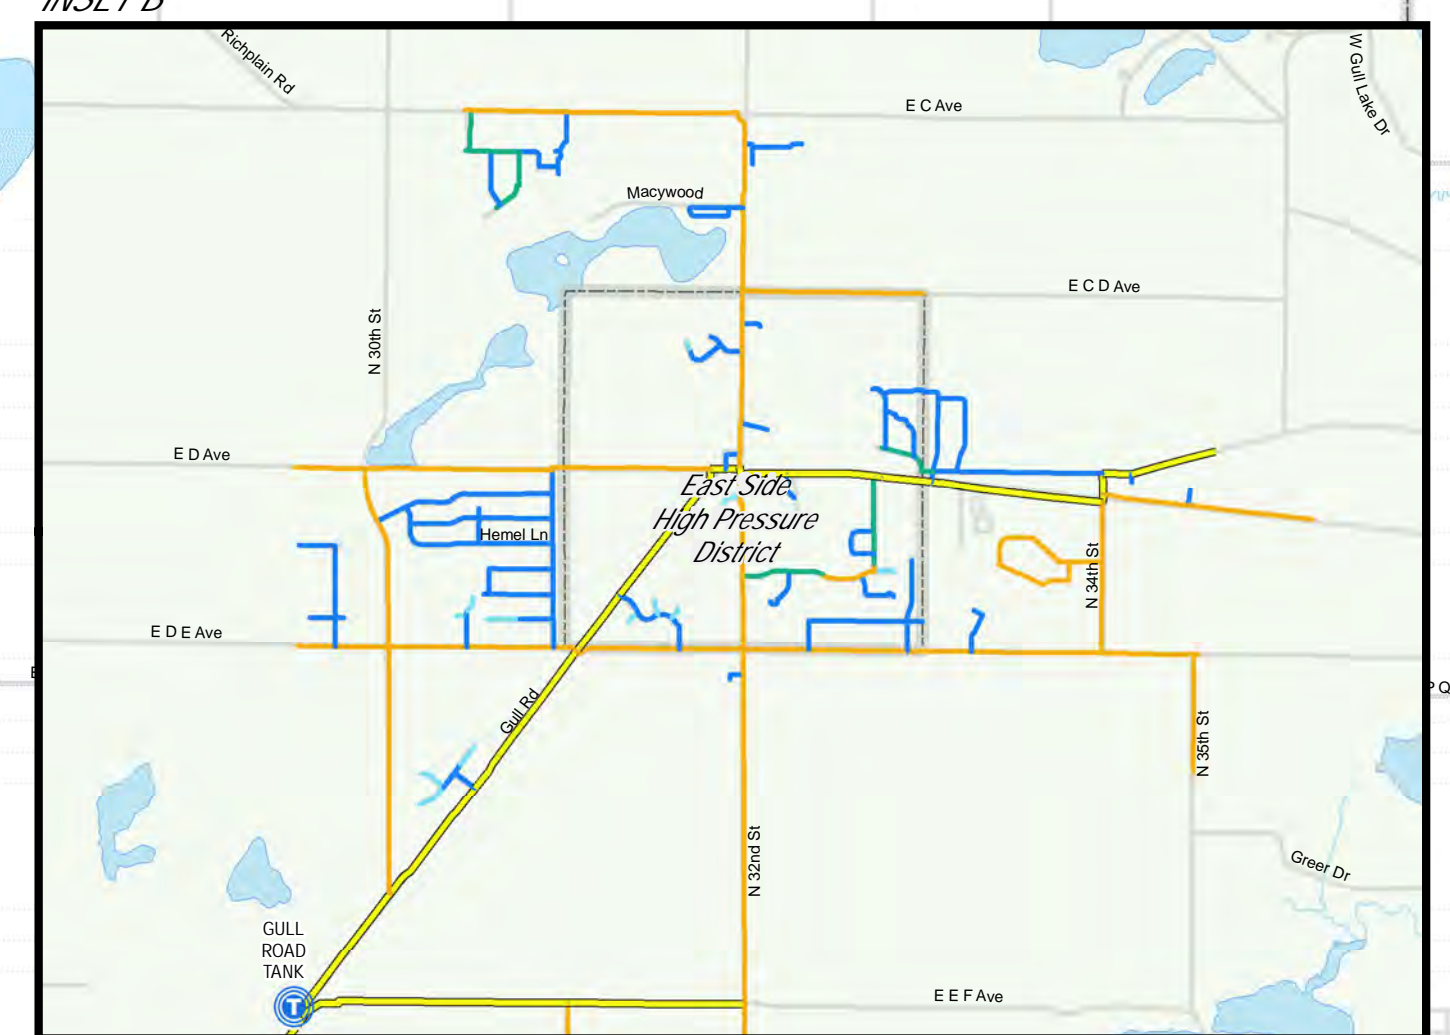 INSET B
Richplain Rd
E C Ave
W Gull Lake Dr
Macywood
E C D Ave
N 30th St
E D Ave
East Side
High Pressure
District
Hemel Ln
N 34th St
E D E Ave
P Q
Gull Rd
N 35th St
N 32nd St
Greer Dr
GULL
ROAD
TANK
T
E E F Ave